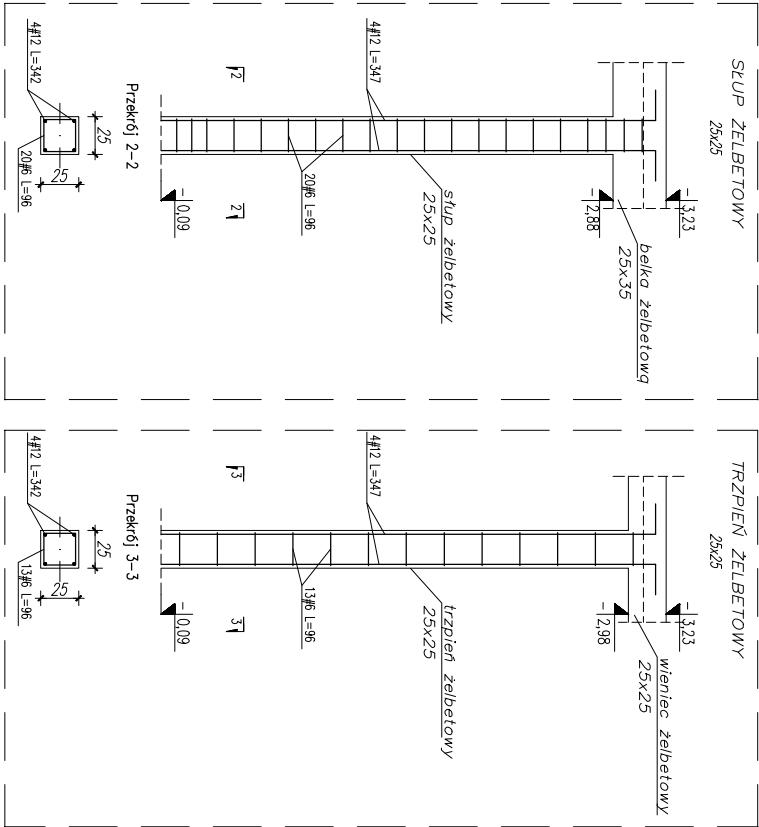 SŁUP ŻELBETOWY
25x25
3,23
2,88
belka żelbetowa
25x35
4#12 L=347
słup żelbetowy
25x25
20#6 L=96
2
2
0,09
Przekrój 2-2
25
25
4#12 L=342
20#6 L=96
TRZPIEŃ ŻELBETOWY
25x25
3,23
2,98
wieniec żelbetowy
25x25
4#12 L=347
trzpień żelbetowy
25x25
13#6 L=96
3
3
0,09
Przekrój 3-3
25
25
4#12 L=342
13#6 L=96